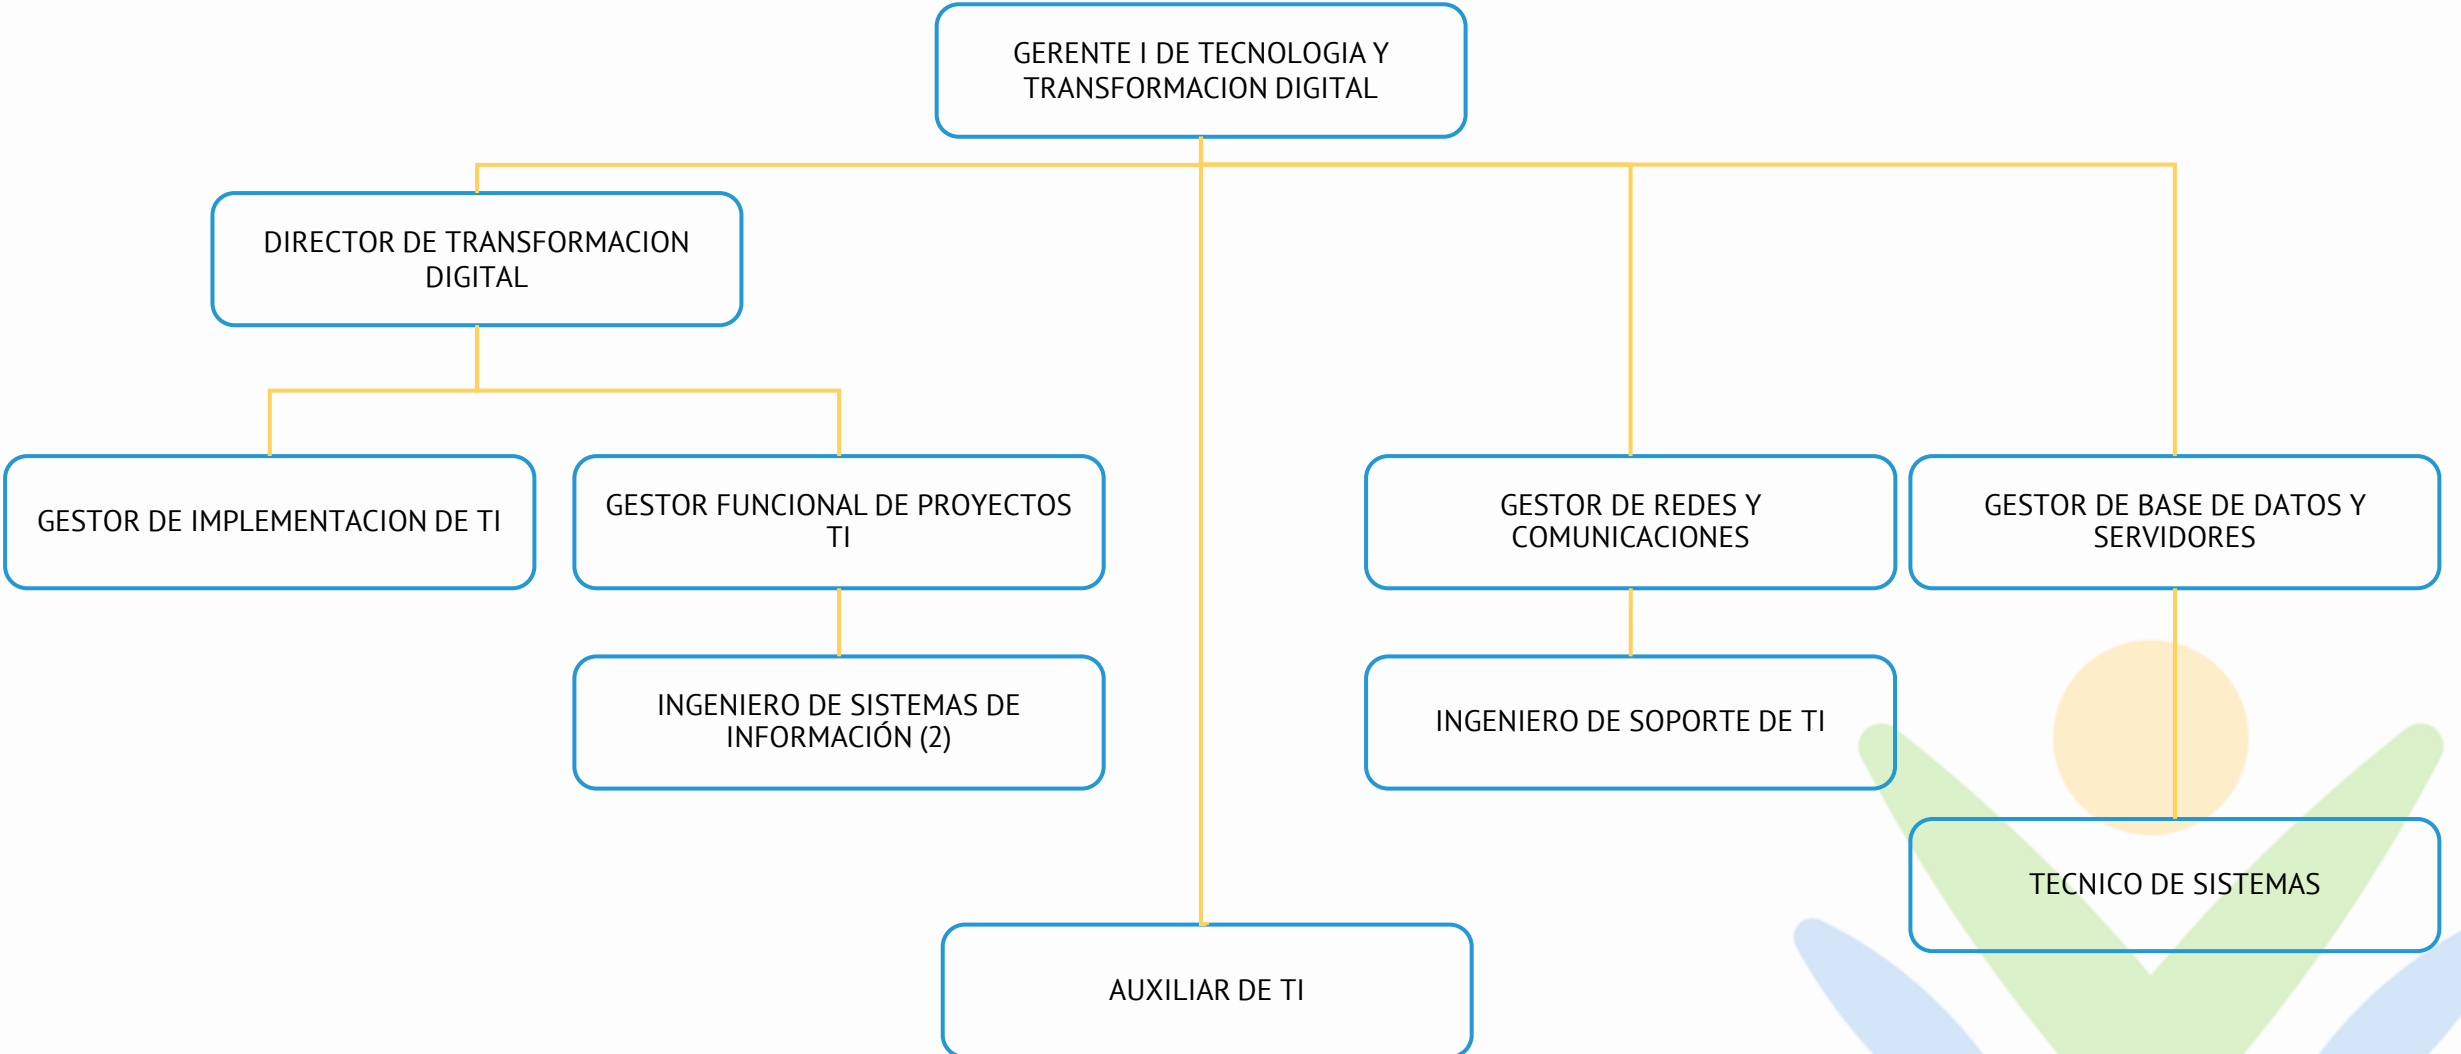 GERENTE I DE TECNOLOGIA Y
TRANSFORMACION DIGITAL
DIRECTOR DE TRANSFORMACION
DIGITAL
GESTOR DE IMPLEMENTACION DE TI
GESTOR FUNCIONAL DE PROYECTOS
TI
GESTOR DE REDES Y
COMUNICACIONES
GESTOR DE BASE DE DATOS Y
SERVIDORES
INGENIERO DE SISTEMAS DE
INFORMACIÓN (2)
INGENIERO DE SOPORTE DE TI
TECNICO DE SISTEMAS
AUXILIAR DE TI